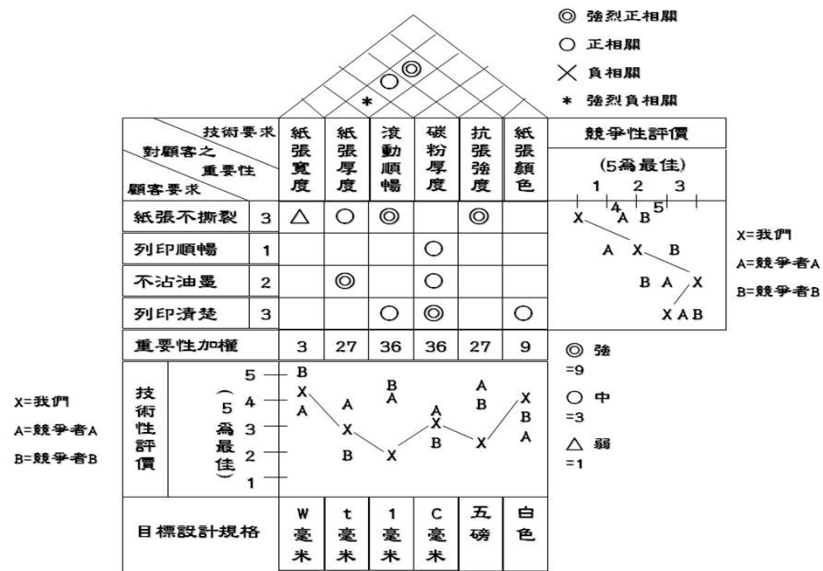 ◎ 強烈正相關
○ 正相關
╳ 負相關
* 強烈負相關
技術要求
對顧客之
重要性
顧客要求
紙張寬度
紙張厚度
滾動順暢
碳粉厚度
抗張強度
紙張顏色
競爭性評價
(5為最佳)
1 2 3
4 5
紙張不撕裂 3 △ ○ ◎ ◎ X A B
列印順暢 1 ○ A X B
不沾油墨 2 ◎ ○ B A X
列印清楚 3 ○ ◎ ○ X A B
X=我們
A=競爭者A
B=競爭者B
重要性加權 3 27 36 36 27 9
◎ 強
=9
○ 中
=3
△ 弱
=1
X=我們
A=競爭者A
B=競爭者B
技術性評價
(5為最佳)
5
4
3
2
1
B X A
A X B
B A X
A X B
A B X
X B A
目標設計規格
W毫米
t毫米
1毫米
C毫米
五磅
白色